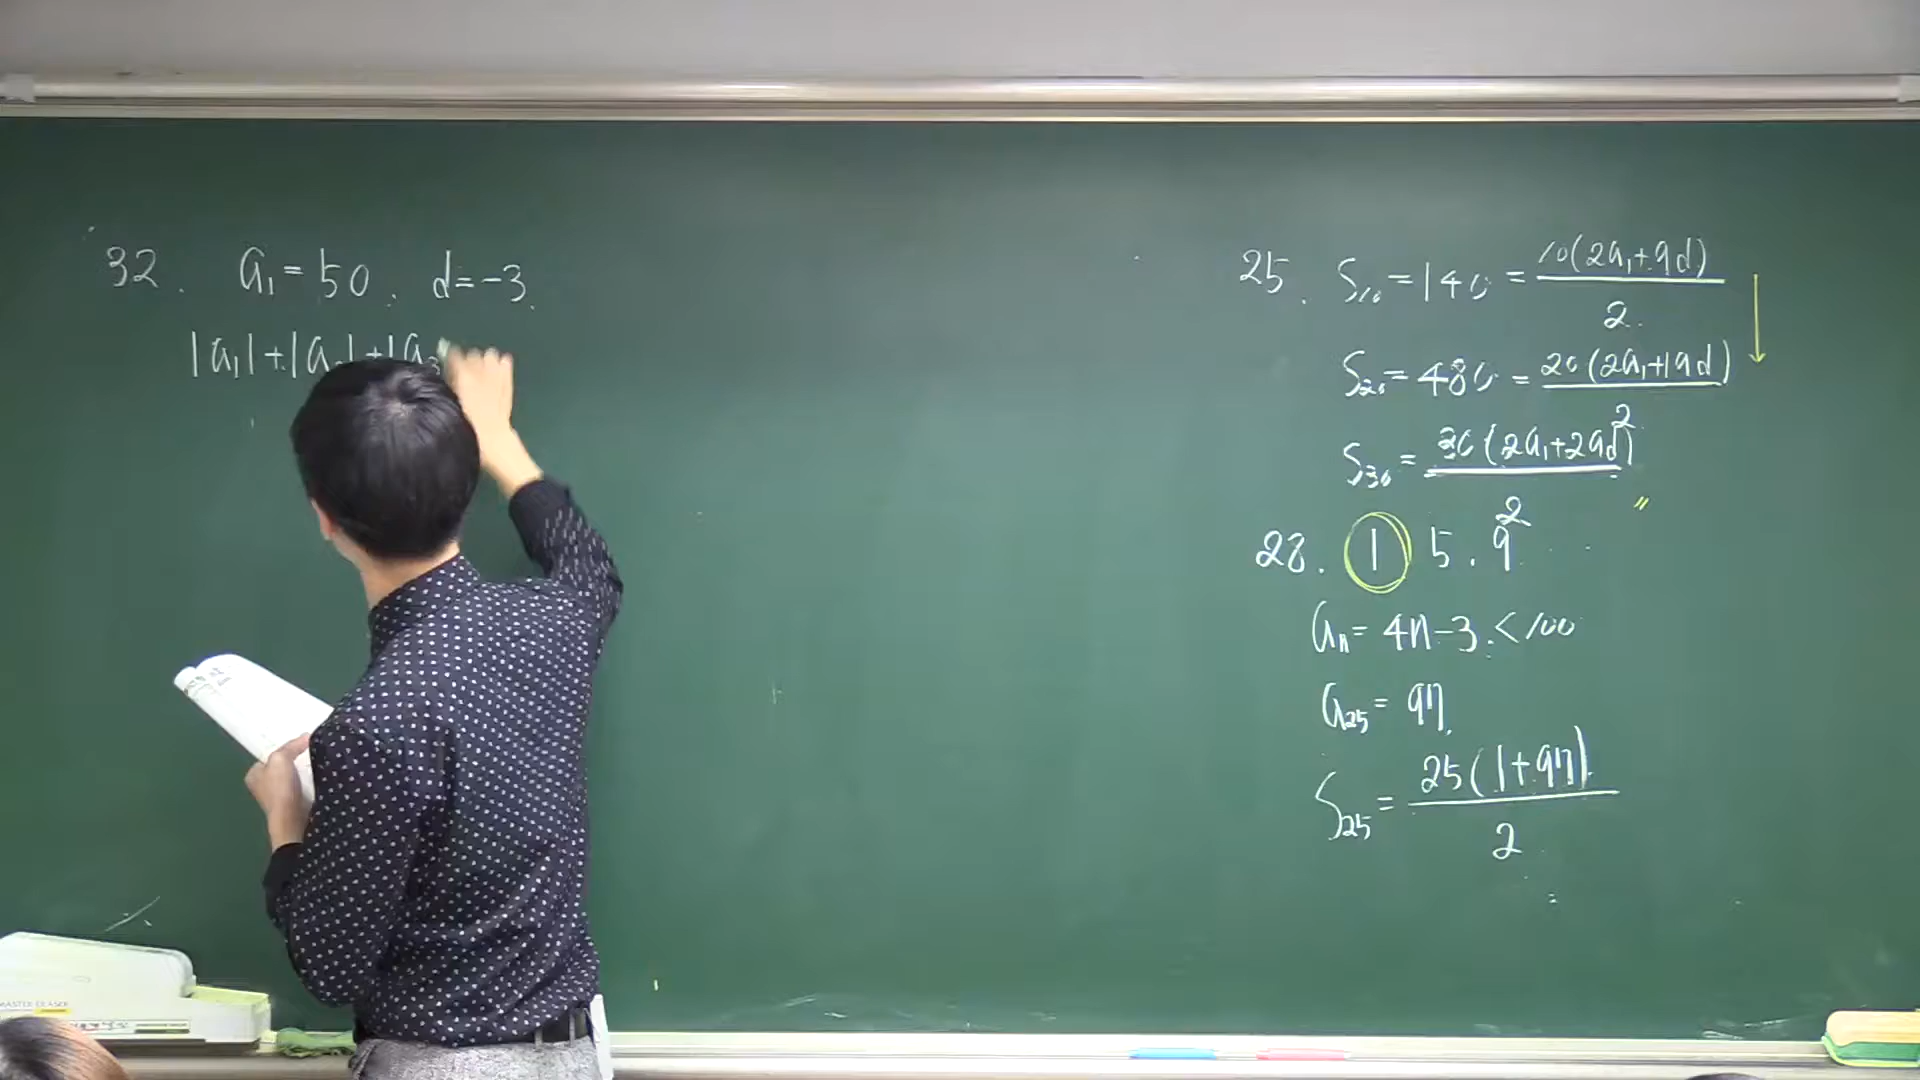 32. a₁=50. d=-3.
|a₁|+|a₂|+|a₃
25. S₁₀=140=10(2a₁+9d)/2.
S₂₀=480=20(2a₁+19d)/2
S₃₀=30(2a₁+29d)/2
28. 1 5. 9
aₙ=4n-3.<100
a₂₅=97.
S₂₅=25(1+97)/2
MASTER ERASER